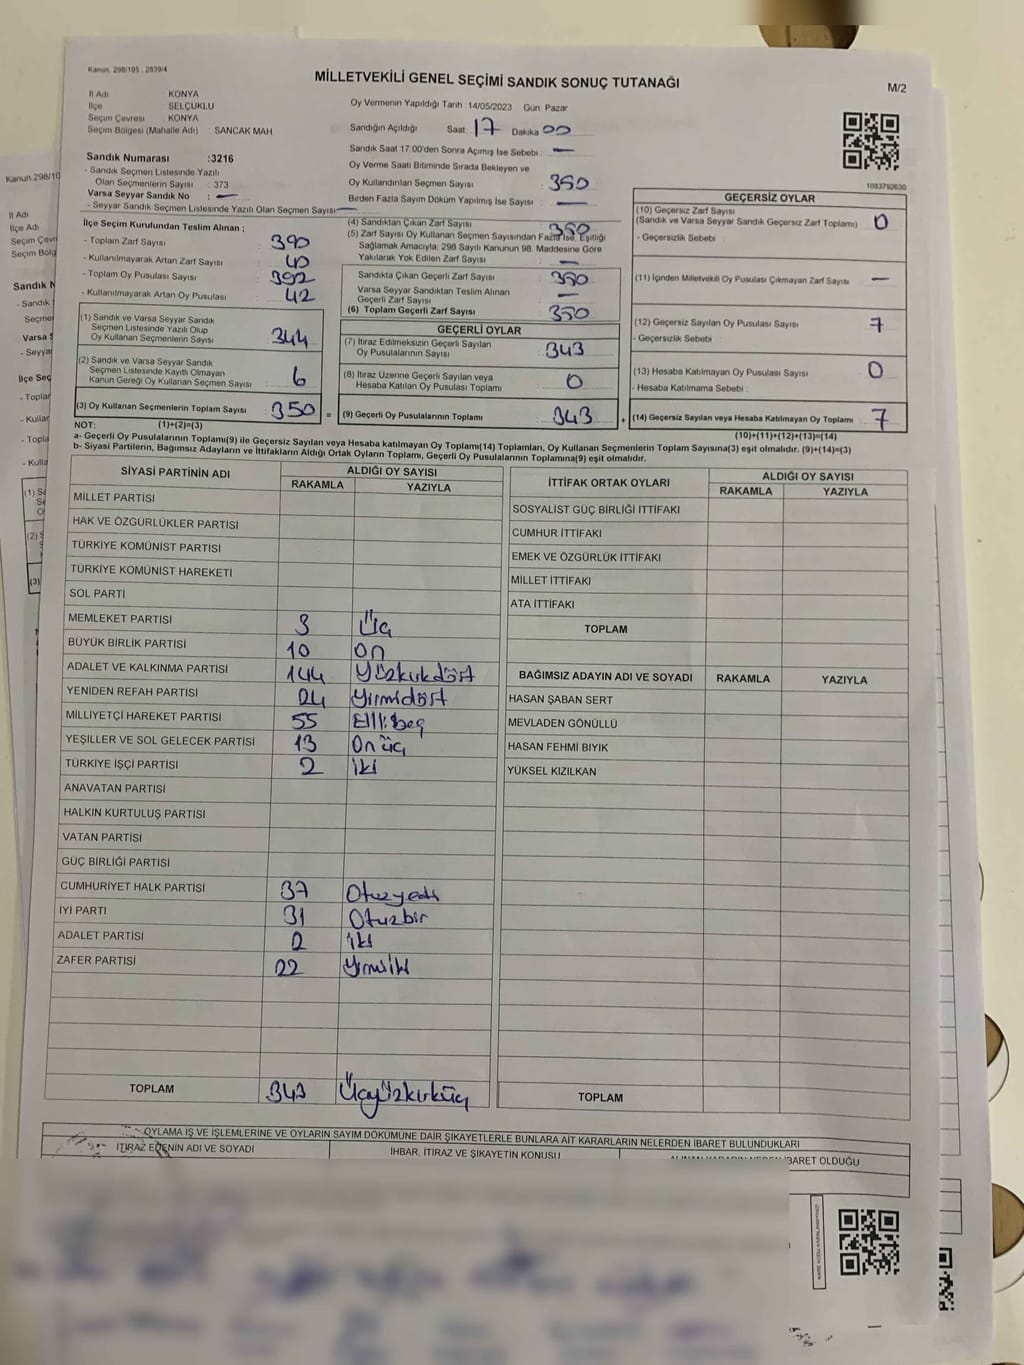 Kanun. 298/105 , 2839/4
MİLLETVEKİLİ GENEL SEÇİMİ SANDIK SONUÇ TUTANAĞI
M/2
İl Adı KONYA
İlçe SELÇUKLU
Seçim Çevresi KONYA
Seçim Bölgesi (Mahalle Adı) : SANCAK MAH
Oy Vermenin Yapıldığı Tarih :14/05/2023 Gün: Pazar
Sandığın Açıldığı Saat: 17 Dakika 00
Sandık Saat 17:00'den Sonra Açımış İse Sebebi : —
Oy Verme Saati Bitiminde Sırada Bekleyen ve
Oy Kullandırılan Seçmen Sayısı : 350
Birden Fazla Sayım Döküm Yapılmış İse Sayısı : —
Sandık Numarası :3216
- Sandık Seçmen Listesinde Yazılı
Olan Seçmenlerin Sayısı : 373
Varsa Seyyar Sandık No : —
- Seyyar Sandık Seçmen Listesinde Yazılı Olan Seçmen Sayısı: —
1083792630
İlçe Seçim Kurulundan Teslim Alınan :
- Toplam Zarf Sayısı : 390
- Kullanılmayarak Artan Zarf Sayısı : 40
- Toplam Oy Pusulası Sayısı : 392
- Kullanılmayarak Artan Oy Pusulası : 42
(1) Sandık ve Varsa Seyyar Sandık
Seçmen Listesinde Yazılı Olup
Oy Kullanan Seçmenlerin Sayısı : 344
(2) Sandık ve Varsa Seyyar Sandık
Seçmen Listesinde Kayıtlı Olmayan
Kanun Gereği Oy Kullanan Seçmen Sayısı : 6
(3) Oy Kullanan Seçmenlerin Toplam Sayısı : 350
(4) Sandıktan Çıkan Zarf Sayısı : 350
(5) Zarf Sayısı Oy Kullanan Seçmen Sayısından Fazla İse, Eşitliği
Sağlamak Amacıyla, 298 Sayılı Kanunun 98. Maddesine Göre
Yakılarak Yok Edilen Zarf Sayısı : —
Sandıkta Çıkan Geçerli Zarf Sayısı : 350
Varsa Seyyar Sandıktan Teslim Alınan
Geçerli Zarf Sayısı : —
(6) Toplam Geçerli Zarf Sayısı : 350
GEÇERLİ OYLAR
(7) İtiraz Edilmeksizin Geçerli Sayılan
Oy Pusulalarının Sayısı : 343
(8) İtiraz Üzerine Geçerli Sayılan veya
Hesaba Katılan Oy Pusulası Toplamı : 0
= (9) Geçerli Oy Pusulalarının Toplamı : 343
GEÇERSİZ OYLAR
(10) Geçersiz Zarf Sayısı
(Sandık ve Varsa Seyyar Sandık Geçersiz Zarf Toplamı) : 0
- Geçersizlik Sebebi :
(11) İçinden Milletvekili Oy Pusulası Çıkmayan Zarf Sayısı : —
(12) Geçersiz Sayılan Oy Pusulası Sayısı : 7
- Geçersizlik Sebebi :
(13) Hesaba Katılmayan Oy Pusulası Sayısı : 0
- Hesaba Katılmama Sebebi :
+ (14) Geçersiz Sayılan veya Hesaba Katılmayan Oy Toplamı : 7
NOT: (1)+(2)=(3)
(10)+(11)+(12)+(13)=(14)
a- Geçerli Oy Pusulalarının Toplamı(9) ile Geçersiz Sayılan veya Hesaba katılmayan Oy Toplamı(14) Toplamları, Oy Kullanan Seçmenlerin Toplam Sayısına(3) eşit olmalıdır. (9)+(14)=(3)
b- Siyasi Partilerin, Bağımsız Adayların ve İttifakların Aldığı Ortak Oyların Toplamı, Geçerli Oy Pusulalarının Toplamına(9) eşit olmalıdır.
SİYASİ PARTİNİN ADI ALDIĞI OY SAYISI
RAKAMLA YAZIYLA
MİLLET PARTİSİ
HAK VE ÖZGÜRLÜKLER PARTİSİ
TÜRKİYE KOMÜNİST PARTİSİ
TÜRKİYE KOMÜNİST HAREKETİ
SOL PARTİ
MEMLEKET PARTİSİ 3 Üç
BÜYÜK BİRLİK PARTİSİ 10 On
ADALET VE KALKINMA PARTİSİ 144 Yüzkırkdört
YENİDEN REFAH PARTİSİ 24 Yirmidört
MİLLİYETÇİ HAREKET PARTİSİ 55 Ellibeş
YEŞİLLER VE SOL GELECEK PARTİSİ 13 On üç
TÜRKİYE İŞÇİ PARTİSİ 2 iki
ANAVATAN PARTİSİ
HALKIN KURTULUŞ PARTİSİ
VATAN PARTİSİ
GÜÇ BİRLİĞİ PARTİSİ
CUMHURİYET HALK PARTİSİ 37 Otuzyedi
İYİ PARTİ 31 Otuzbir
ADALET PARTİSİ 2 iki
ZAFER PARTİSİ 22 Yirmiiki
TOPLAM 343 Üçyüzkırküç
İTTİFAK ORTAK OYLARI ALDIĞI OY SAYISI
RAKAMLA YAZIYLA
SOSYALİST GÜÇ BİRLİĞİ İTTİFAKI
CUMHUR İTTİFAKI
EMEK VE ÖZGÜRLÜK İTTİFAKI
MİLLET İTTİFAKI
ATA İTTİFAKI
TOPLAM
BAĞIMSIZ ADAYIN ADI VE SOYADI RAKAMLA YAZIYLA
HASAN ŞABAN SERT
MEVLADEN GÖNÜLLÜ
HASAN FEHMİ BIYIK
YÜKSEL KIZILKAN
TOPLAM
OYLAMA İŞ VE İŞLEMLERİNE VE OYLARIN SAYIM DÖKÜMÜNE DAİR ŞİKAYETLERLE BUNLARA AİT KARARLARIN NELERDEN İBARET BULUNDUKLARI
İTİRAZ EDENİN ADI VE SOYADI İHBAR, İTİRAZ VE ŞİKAYETİN KONUSU İBARET OLDUĞU